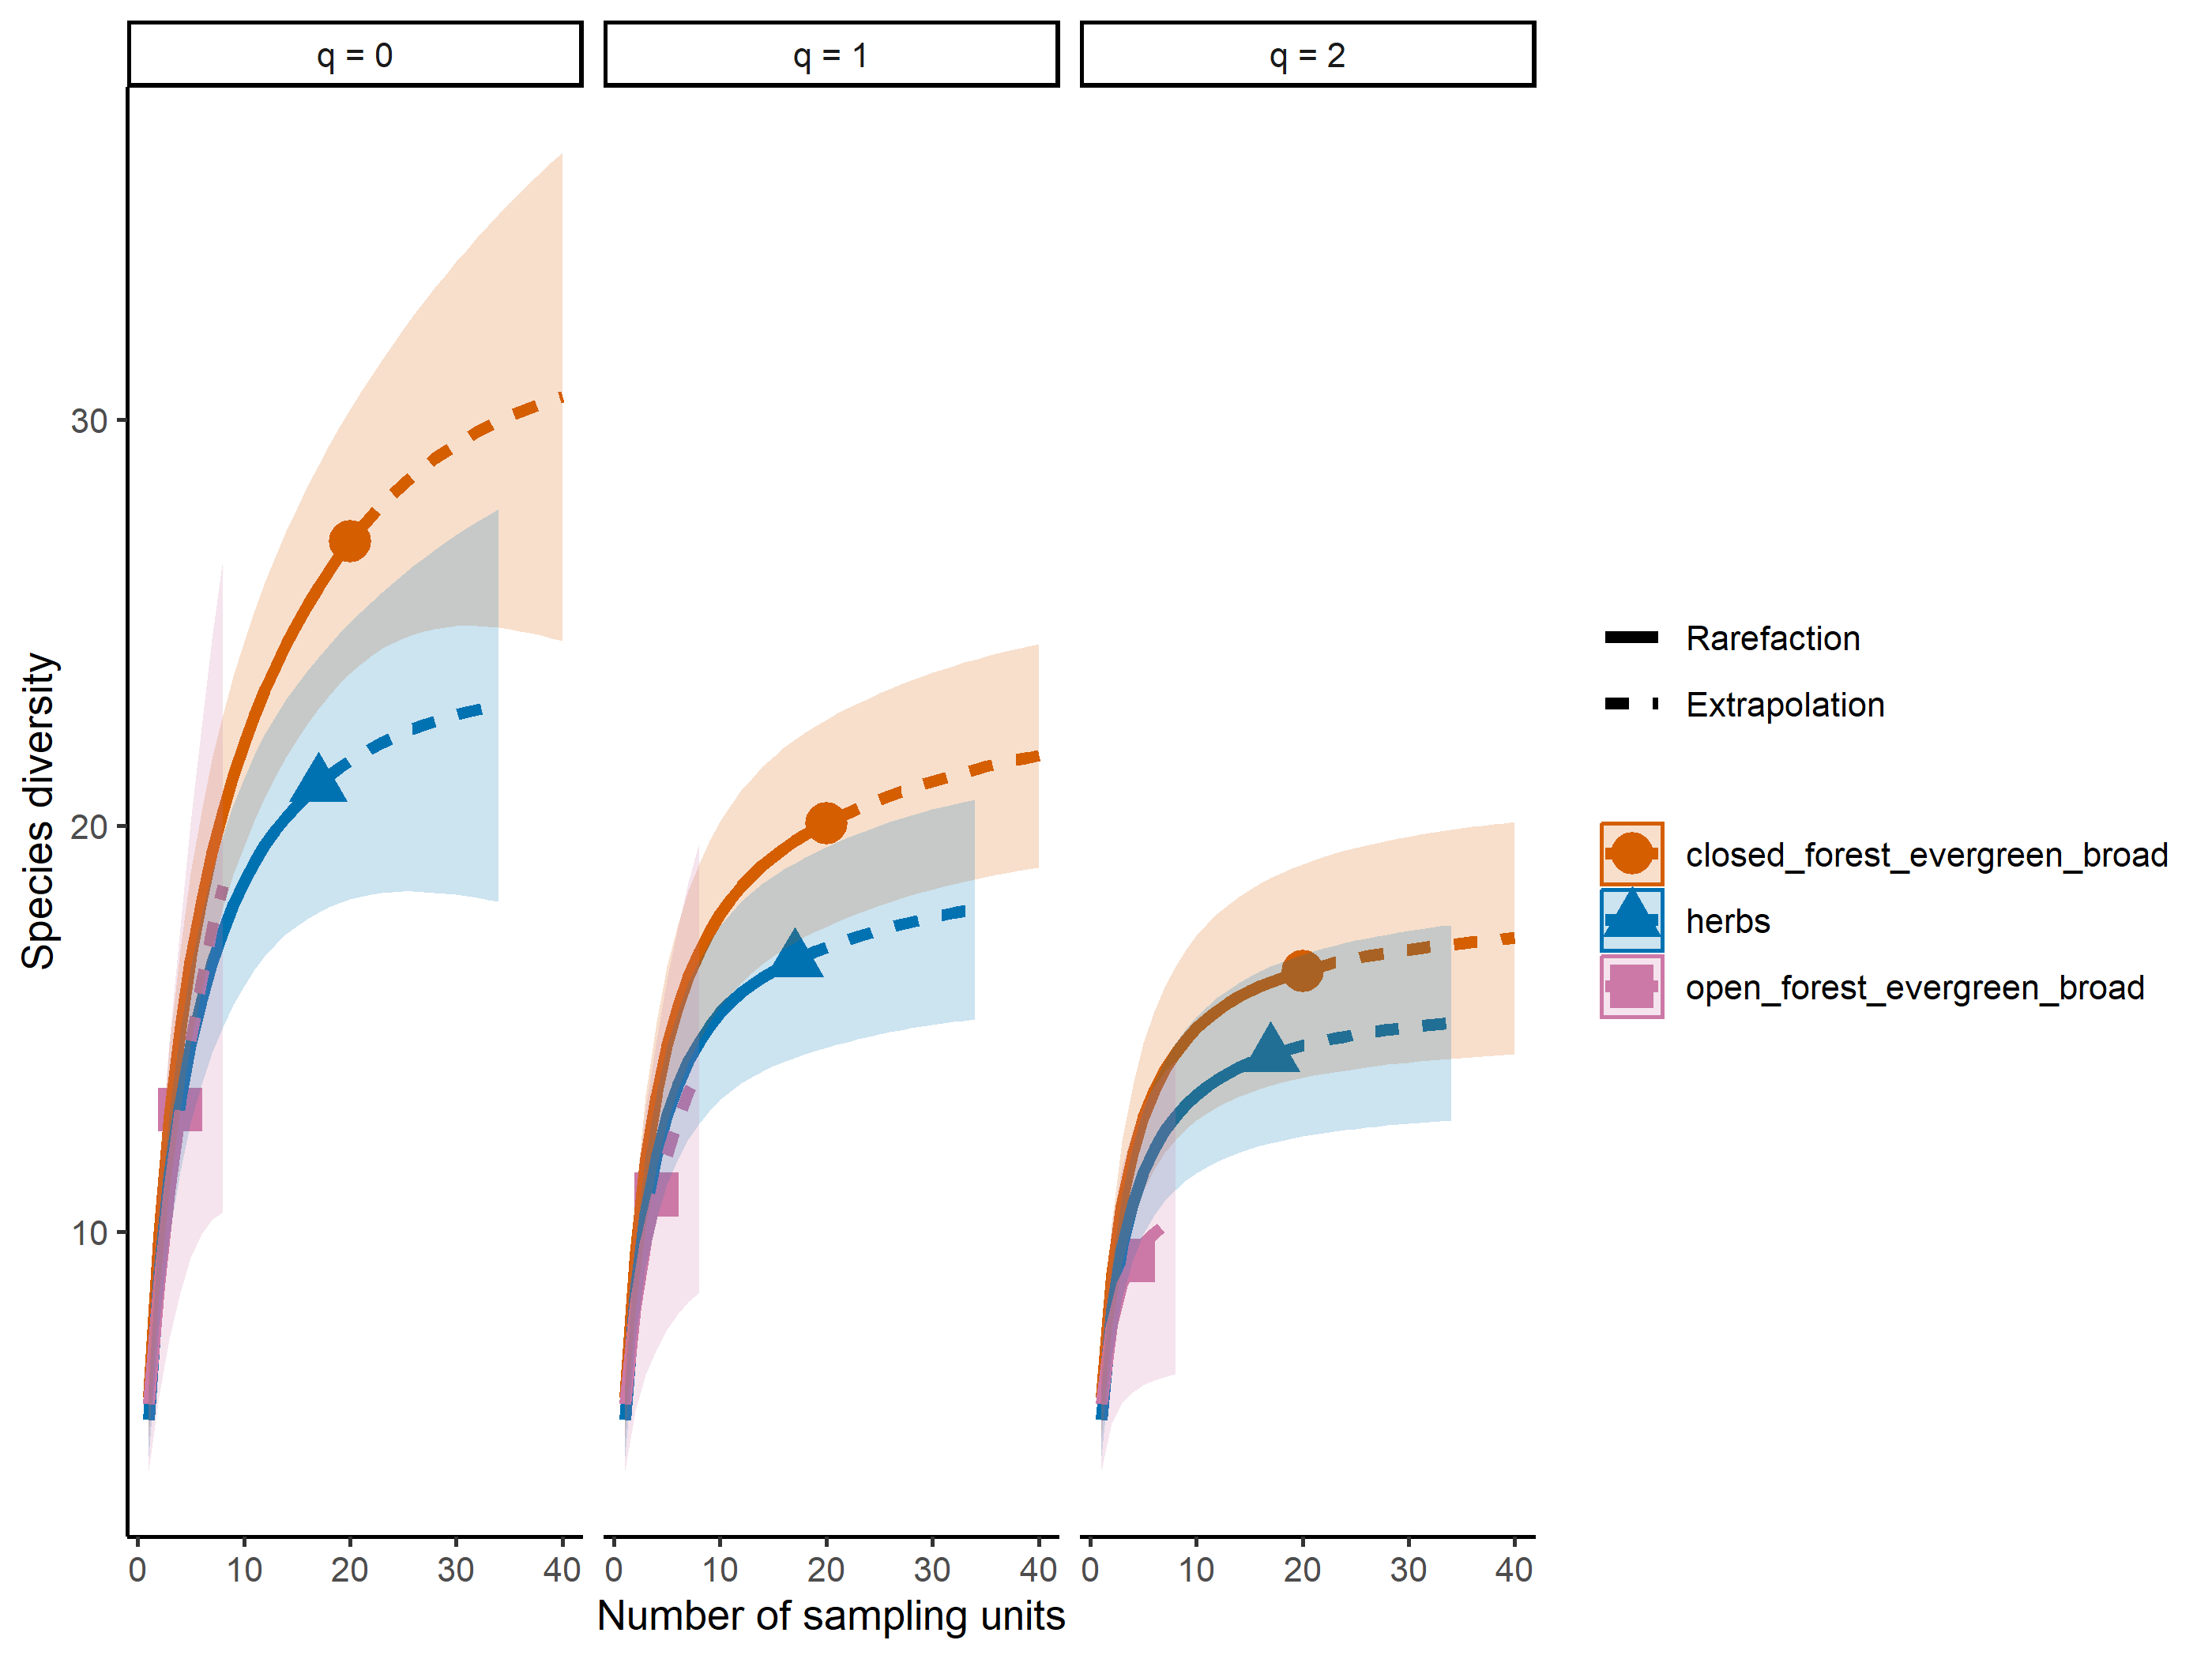 q = 0
q = 1
q = 2
Species diversity
30
20
10
0 10 20 30 40
0 10 20 30 40
0 10 20 30 40
Number of sampling units
Rarefaction
Extrapolation
closed_forest_evergreen_broad
herbs
open_forest_evergreen_broad